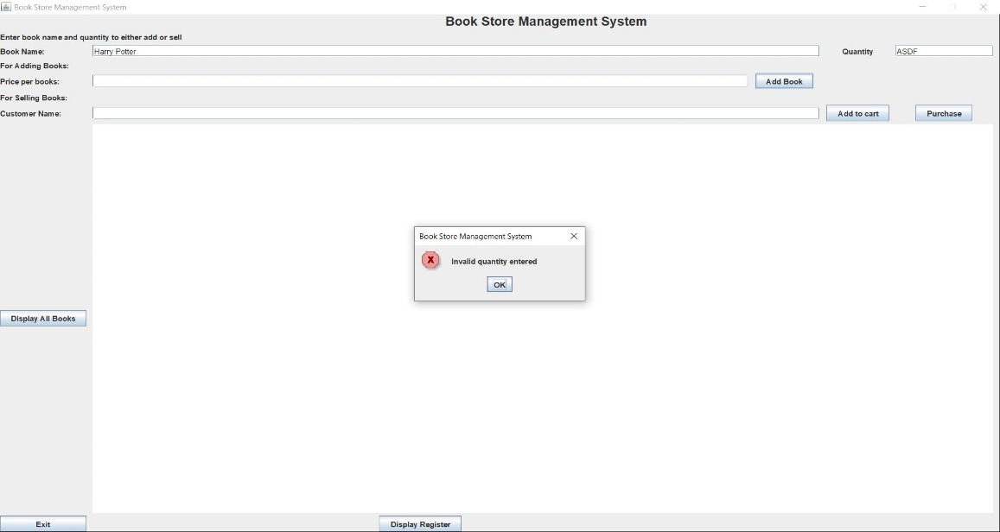 Book Store Management System
Book Store Management System
Enter book name and quantity to either add or sell
Book Name: Harry Potter Quantity ASDF
For Adding Books:
Price per books: Add Book
For Selling Books:
Customer Name: Add to cart Purchase
Book Store Management System
X Invalid quantity entered
OK
Display All Books
Exit Display Register